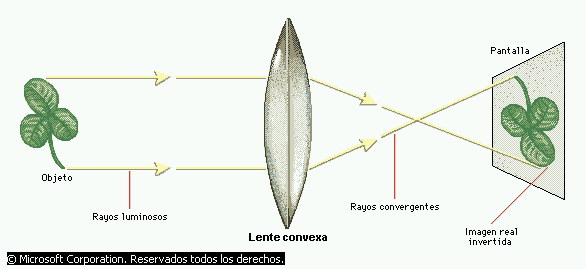 Pantalla
Objeto
Rayos luminosos
Rayos convergentes
Lente convexa
Imagen real
invertida
© Microsoft Corporation. Reservados todos los derechos.